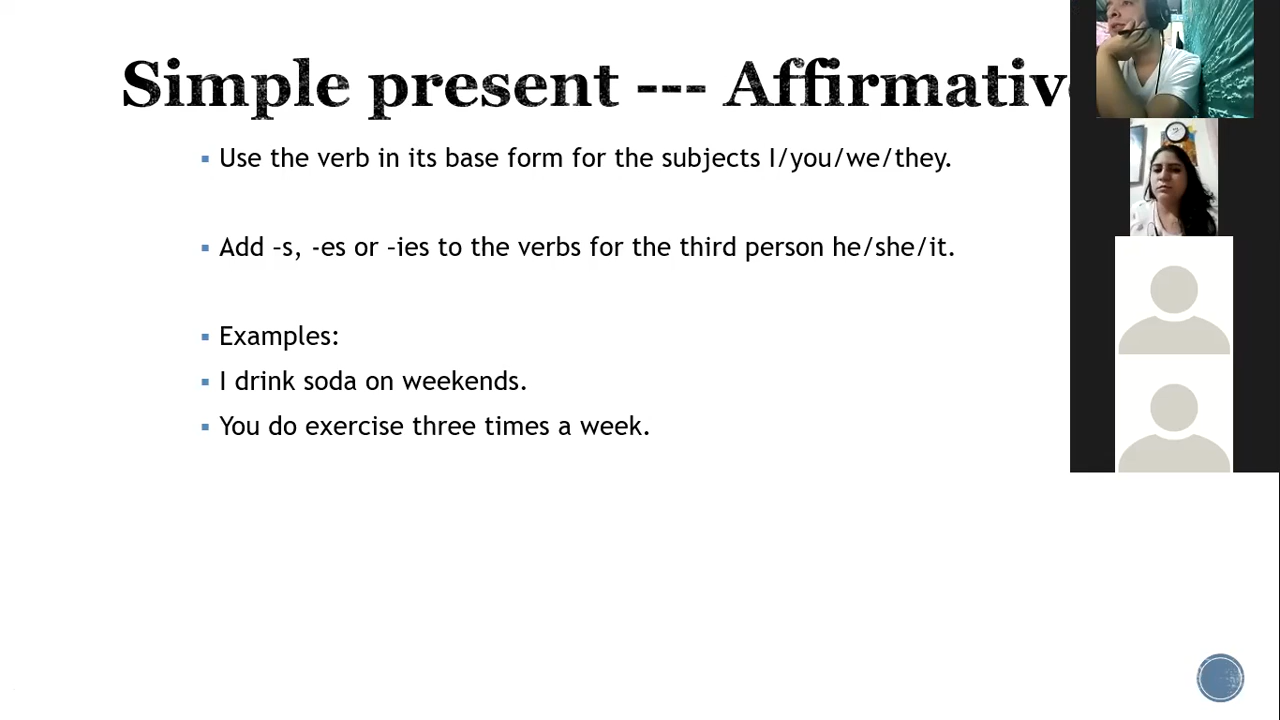 Simple present --- Affirmative
Use the verb in its base form for the subjects I/you/we/they.
Add –s, -es or –ies to the verbs for the third person he/she/it.
Examples:
I drink soda on weekends.
You do exercise three times a week.